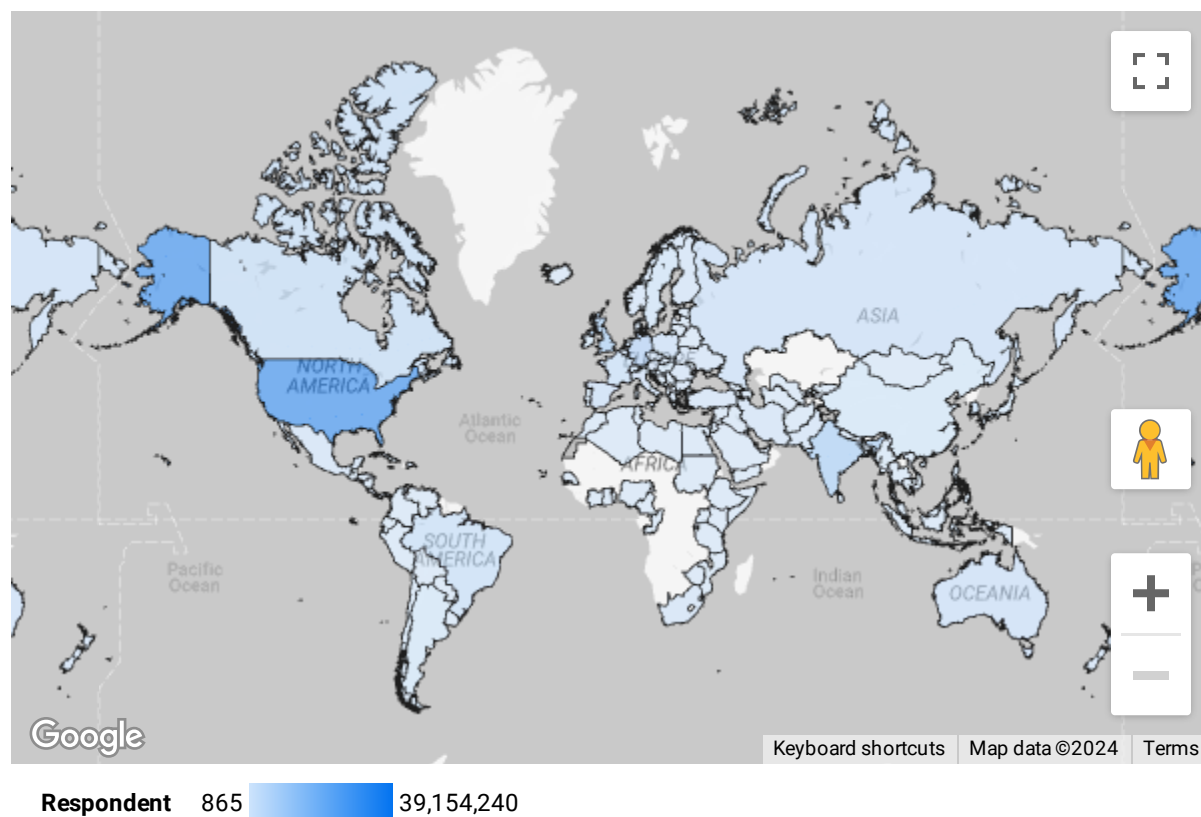 ASIA
EUROPE
NORTH
AMERICA
Atlantic
Ocean
AFRICA
SOUTH
AMERICA
Pacific
Ocean
Indian
Ocean
OCEANIA
Google
Keyboard shortcuts
Map data ©2024
Terms
Respondent 865 39,154,240